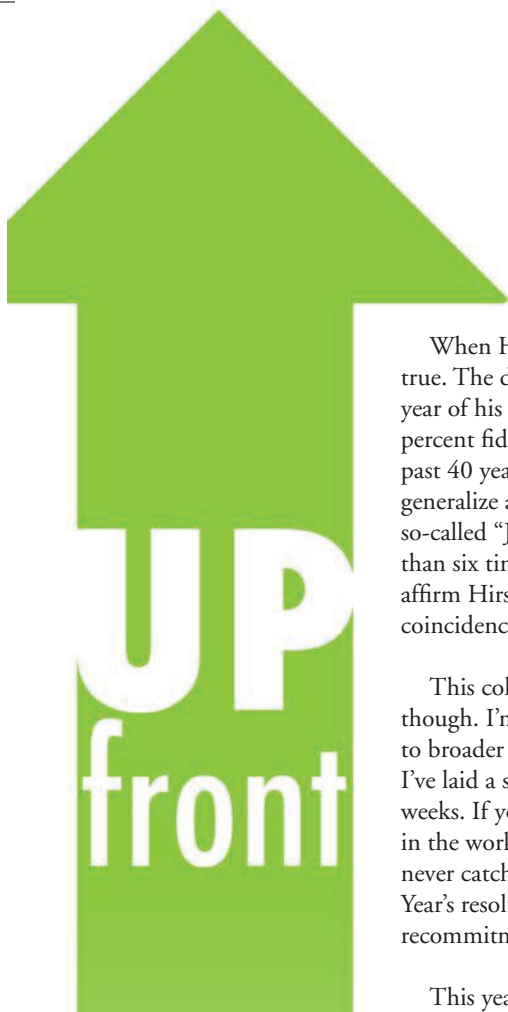 UP
front
When H
true. The d
year of his
percent fid
past 40 yea
generalize a
so-called “J
than six tin
affirm Hirs
coincidenc
This col
though. I’n
to broader
I’ve laid a s
weeks. If yo
in the work
never catch
Year’s resol
recommitn
This yea